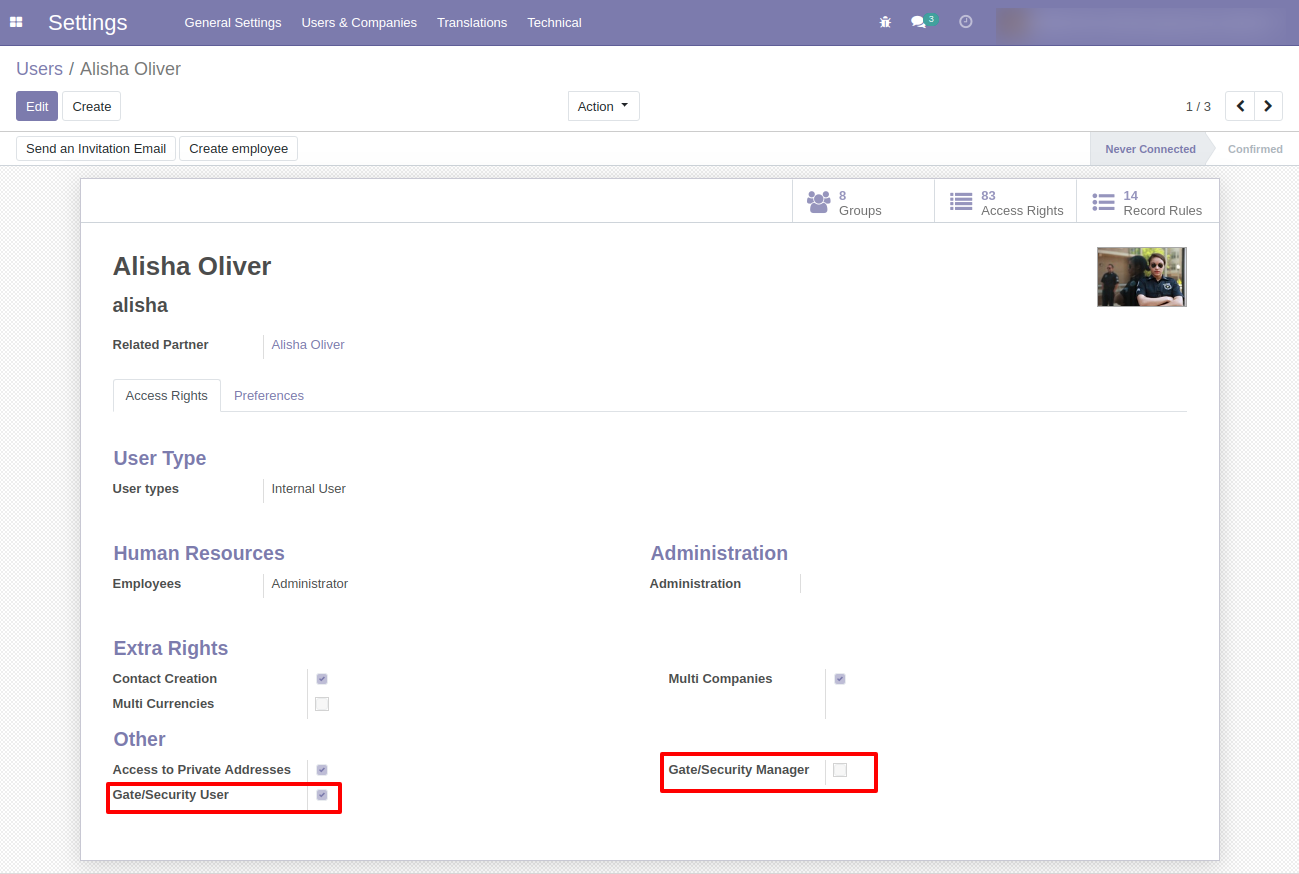 Settings General Settings Users & Companies Translations Technical 3
Users / Alisha Oliver
Edit Create Action 1 / 3
Send an Invitation Email Create employee Never Connected Confirmed
8 Groups 83 Access Rights 14 Record Rules
Alisha Oliver
alisha
Related Partner Alisha Oliver
Access Rights Preferences
User Type
User types Internal User
Human Resources Administration
Employees Administrator Administration
Extra Rights
Contact Creation Multi Companies
Multi Currencies
Other
Access to Private Addresses Gate/Security Manager
Gate/Security User